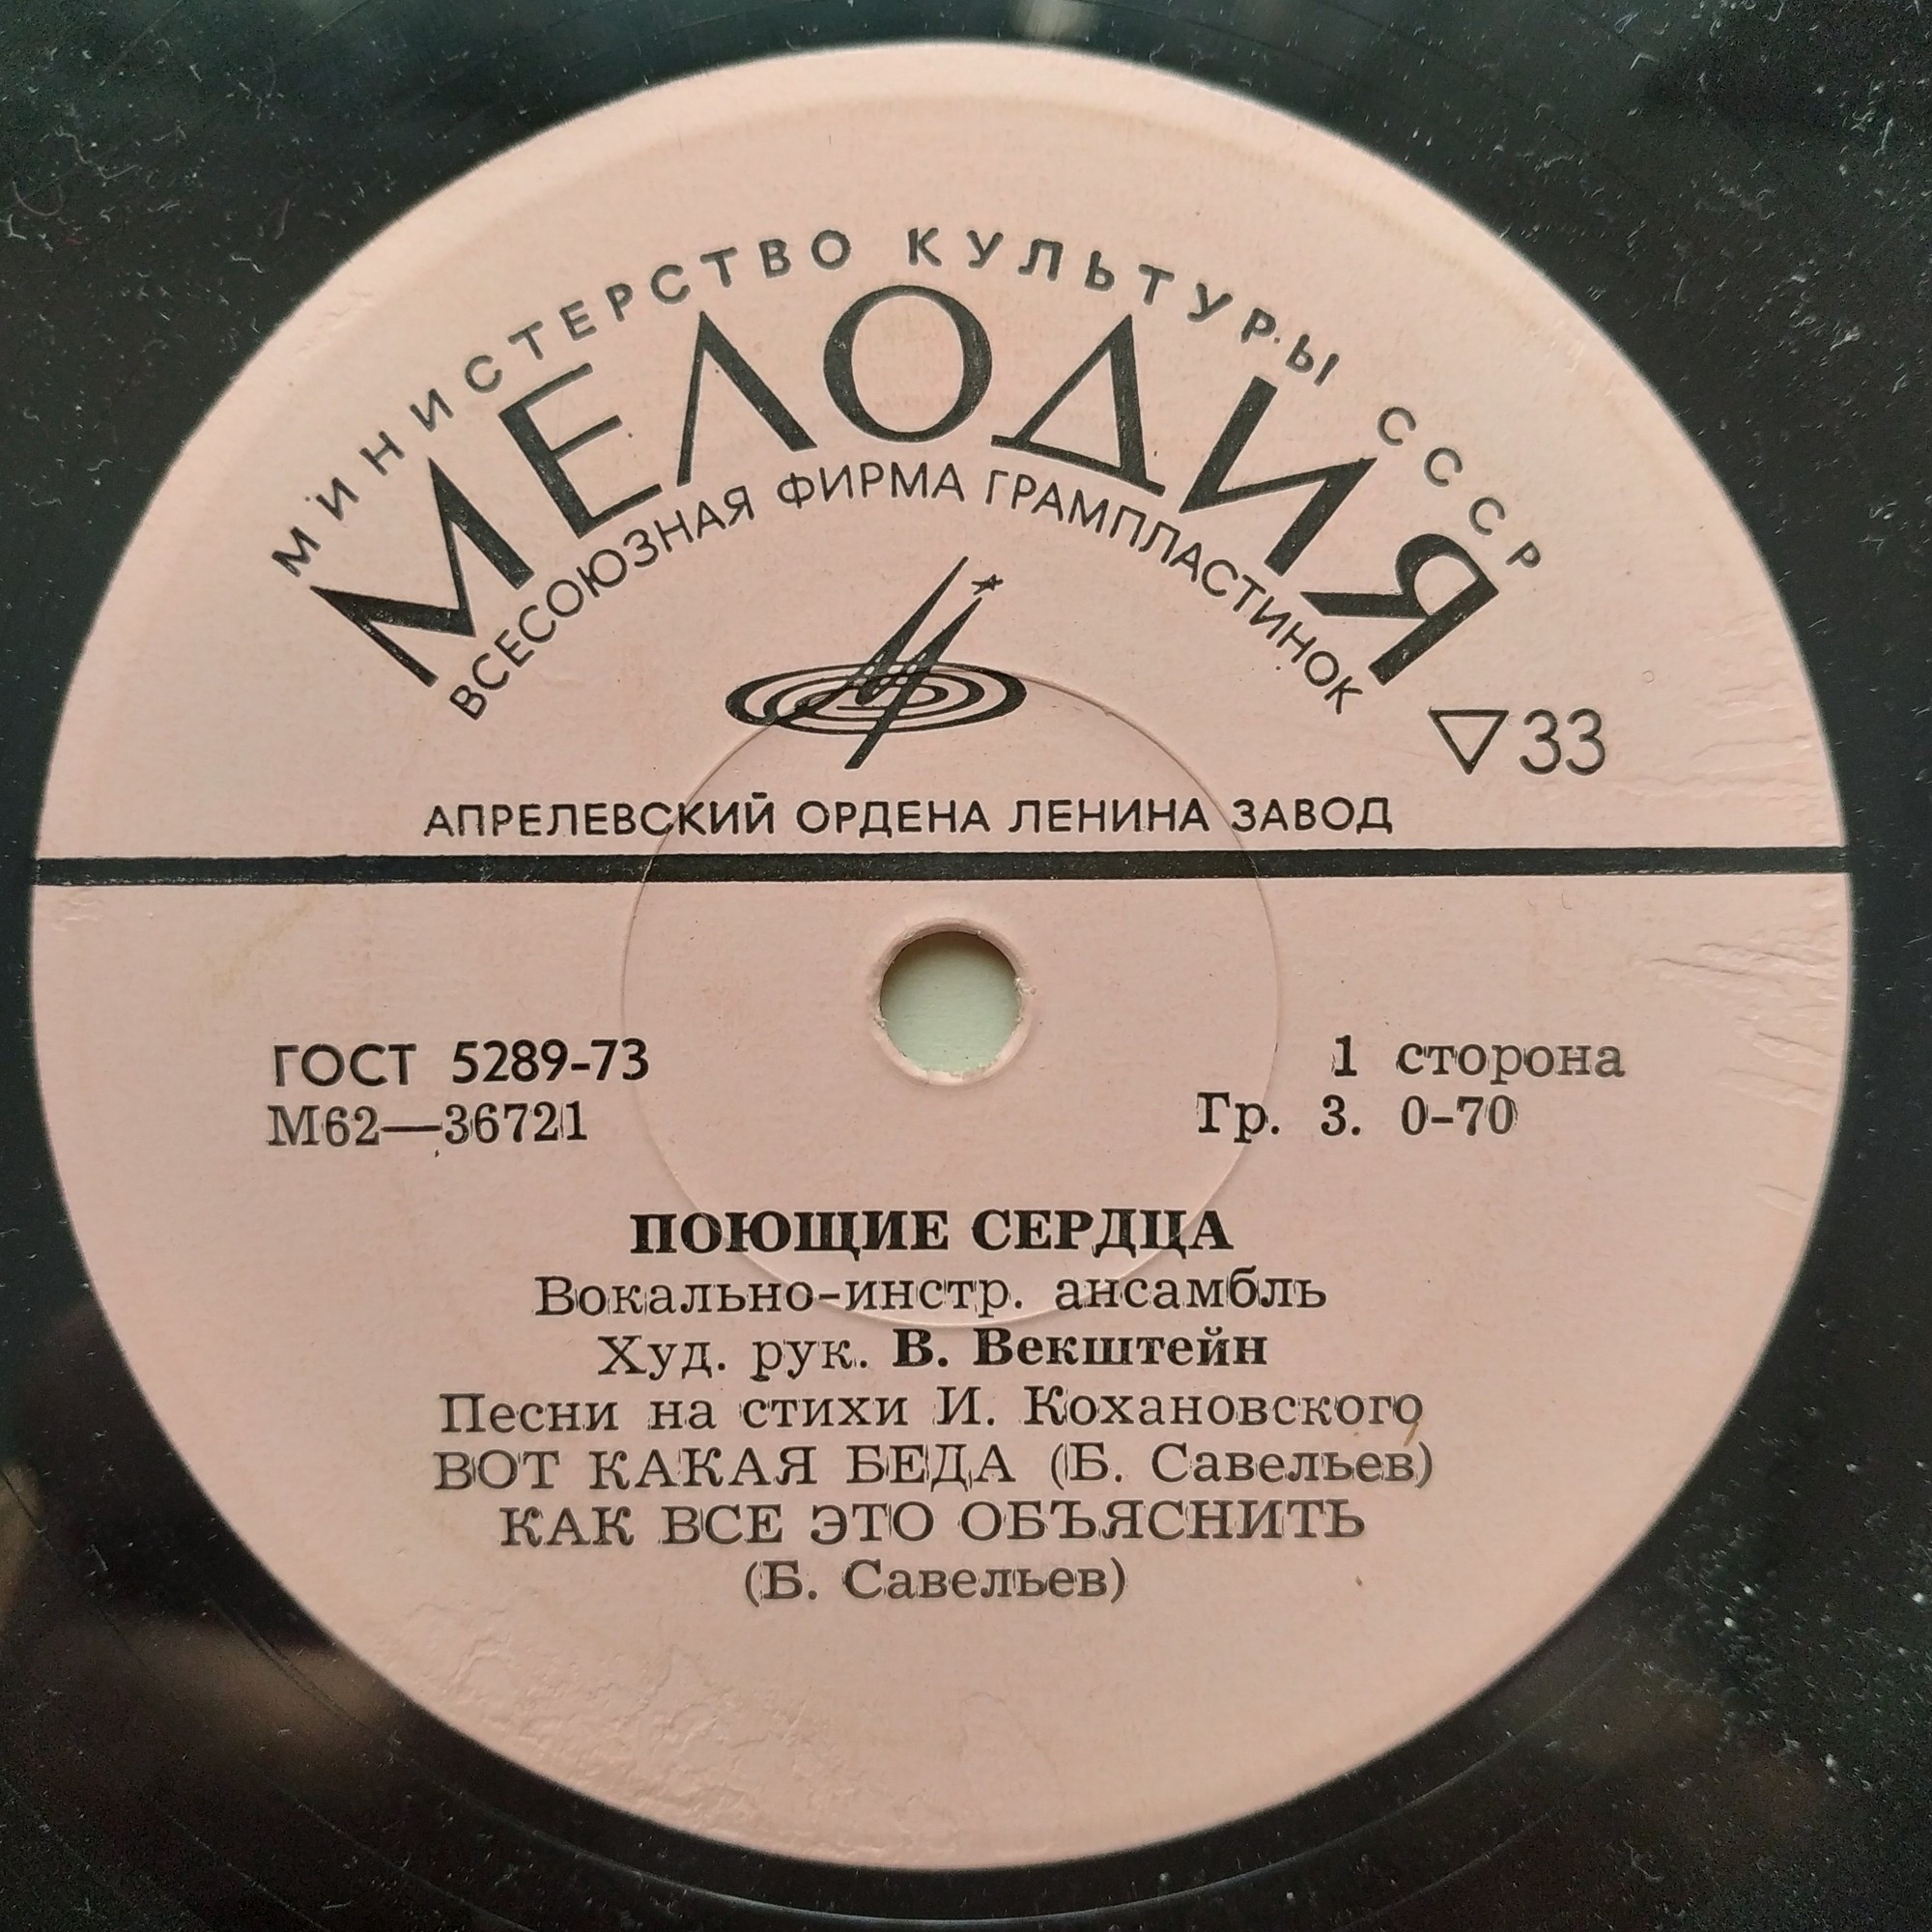 МИНИСТЕРСТВО КУЛЬТУРЫ СССР
МЕЛОДИЯ
ВСЕСОЮЗНАЯ ФИРМА ГРАМПЛАСТИНОК
▽33
АПРЕЛЕВСКИЙ ОРДЕНА ЛЕНИНА ЗАВОД
ГОСТ 5289-73
М62—36721
1 сторона
Гр. 3. 0-70
ПОЮЩИЕ СЕРДЦА
Вокально-инстр. ансамбль
Худ. рук. В. Векштейн
Песни на стихи И. Кохановского
ВОТ КАКАЯ БЕДА (Б. Савельев)
КАК ВСЕ ЭТО ОБЪЯСНИТЬ
(Б. Савельев)